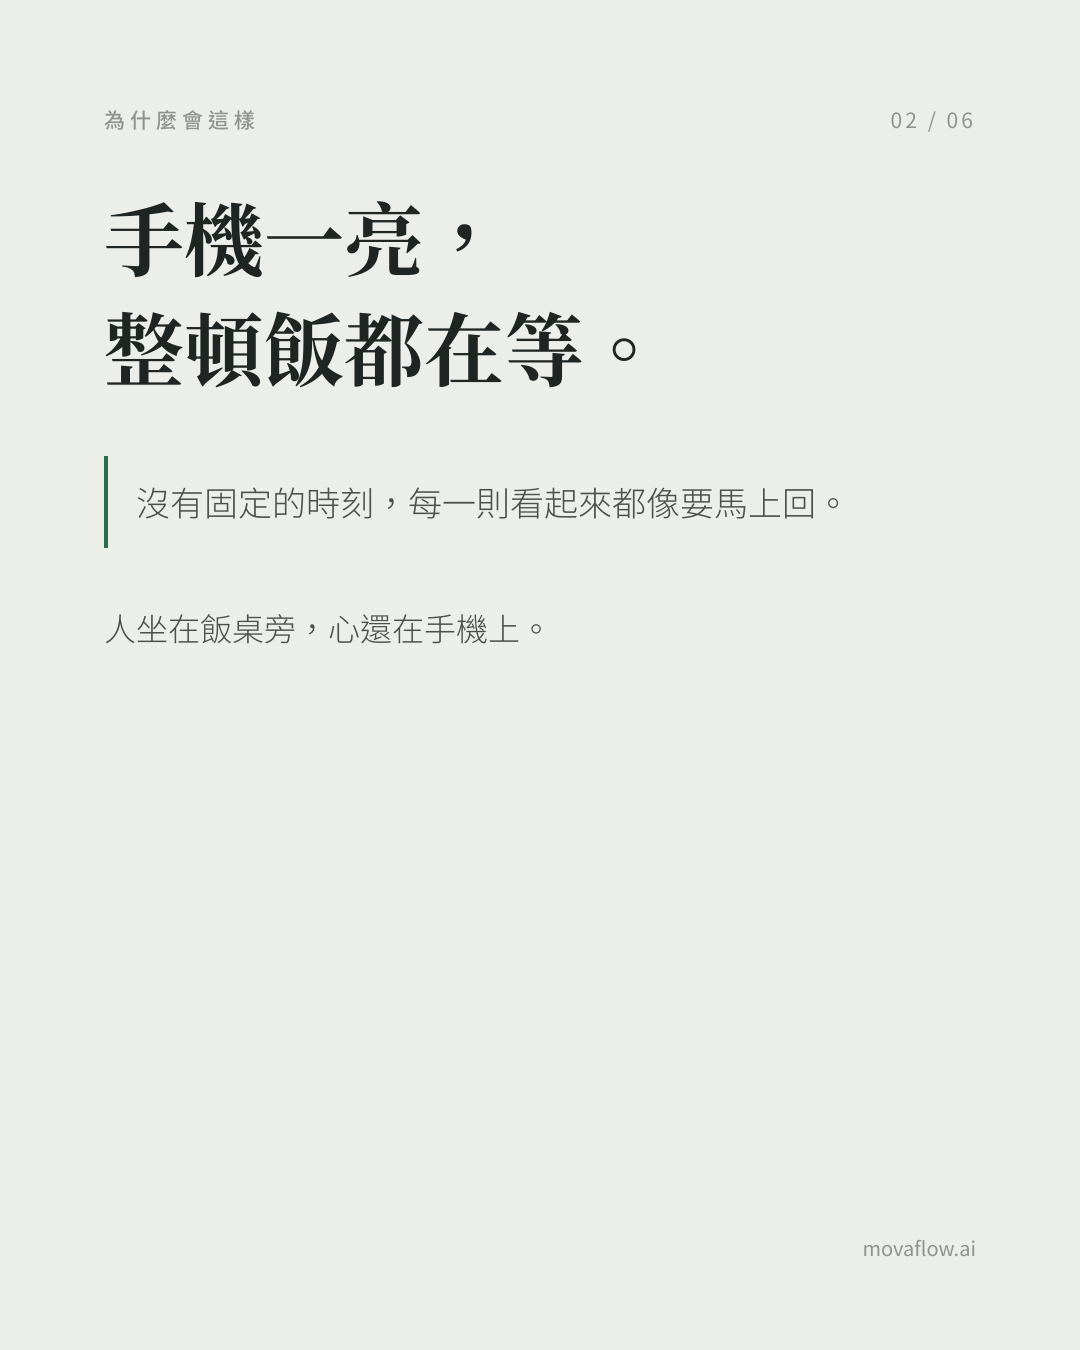 為什麼會這樣
02 / 06
手機一亮，
整頓飯都在等。
沒有固定的時刻，每一則看起來都像要馬上回。
人坐在飯桌旁，心還在手機上。
movaflow.ai